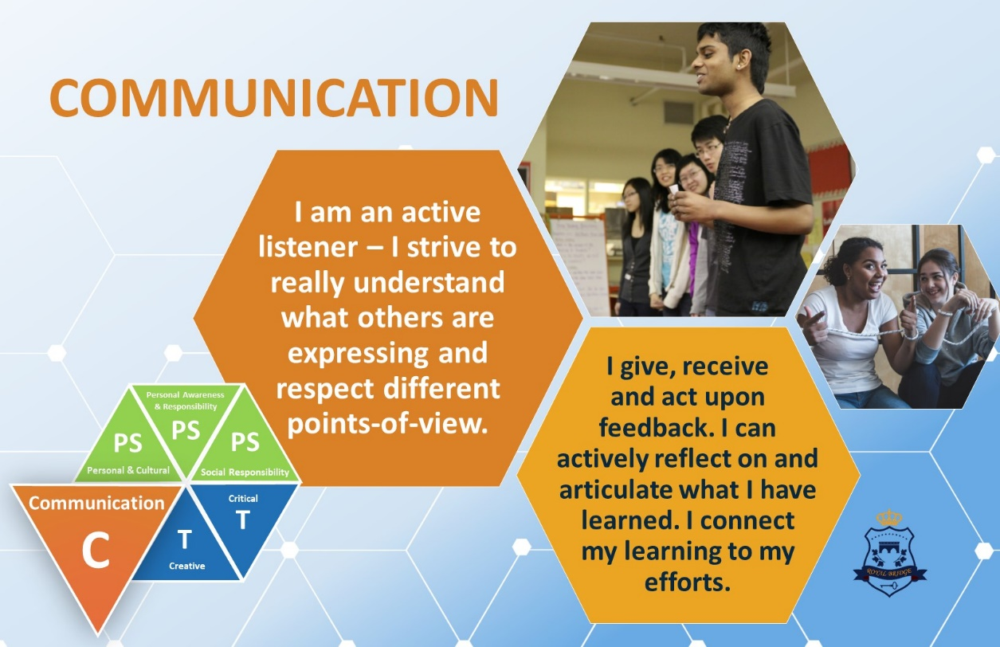 COMMUNICATION
I am an active
listener – I strive to
really understand
what others are
expressing and
respect different
points-of-view.
I give, receive
and act upon
feedback. I can
actively reflect on and
articulate what I have
learned. I connect
my learning to my
efforts.
Personal Awareness
& Responsibility
PS
PS
PS
Personal & Cultural
Social Responsibility
Communication
C
Critical
T
T
Creative
ROYAL BRIDGE